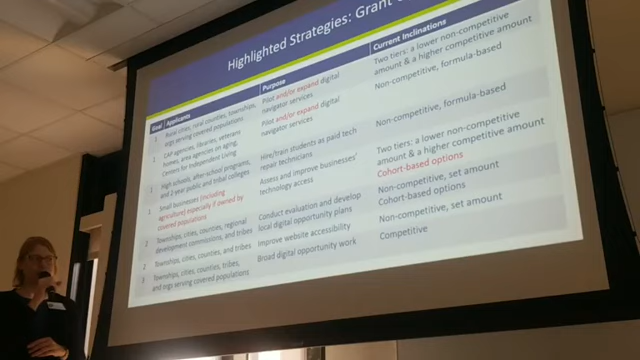 Highlighted Strategies: Grant
Goal Applicants Purpose Current Inclinations
1 Rural cities, rural counties, townships,
orgs serving covered populations
Pilot and/or expand digital
navigator services
Two tiers: a lower non-competitive
amount & a higher competitive amount
1 CAP agencies, libraries, veterans
homes, area agencies on aging,
Centers for Independent Living
Pilot and/or expand digital
navigator services
Non-competitive, formula-based
1 High schools, after-school programs,
and 2-year public and tribal colleges
Hire/train students as paid tech
repair technicians
Non-competitive, formula-based
1 Small businesses (including
agriculture) especially if owned by
covered populations
Assess and improve businesses'
technology access
Two tiers: a lower non-competitive
amount & a higher competitive amount
Cohort-based options
2 Townships, cities, counties, regional
development commissions, and tribes
Conduct evaluation and develop
local digital opportunity plans
Non-competitive, set amount
Cohort-based options
2 Townships, cities, counties, and tribes
Improve website accessibility
Non-competitive, set amount
3 Townships, cities, counties, tribes,
and orgs serving covered populations
Broad digital opportunity work
Competitive